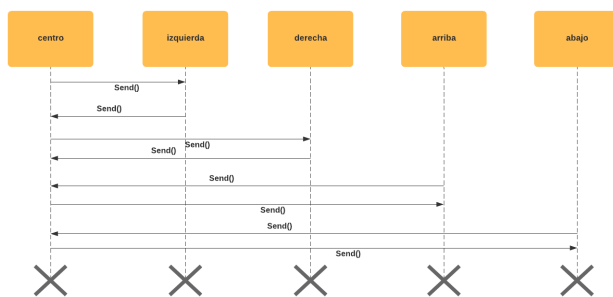 centro
izquierda
derecha
arriba
abajo
Send()
Send()
Send()
Send()
Send()
Send()
Send()
Send()